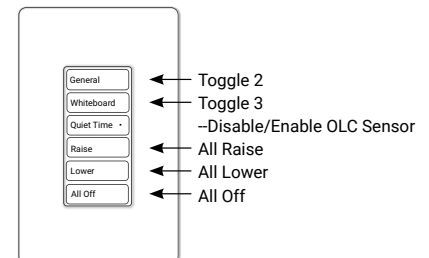 General
Toggle 2
Whiteboard
Toggle 3
Quiet Time ·
--Disable/Enable OLC Sensor
Raise
All Raise
Lower
All Lower
All Off
All Off